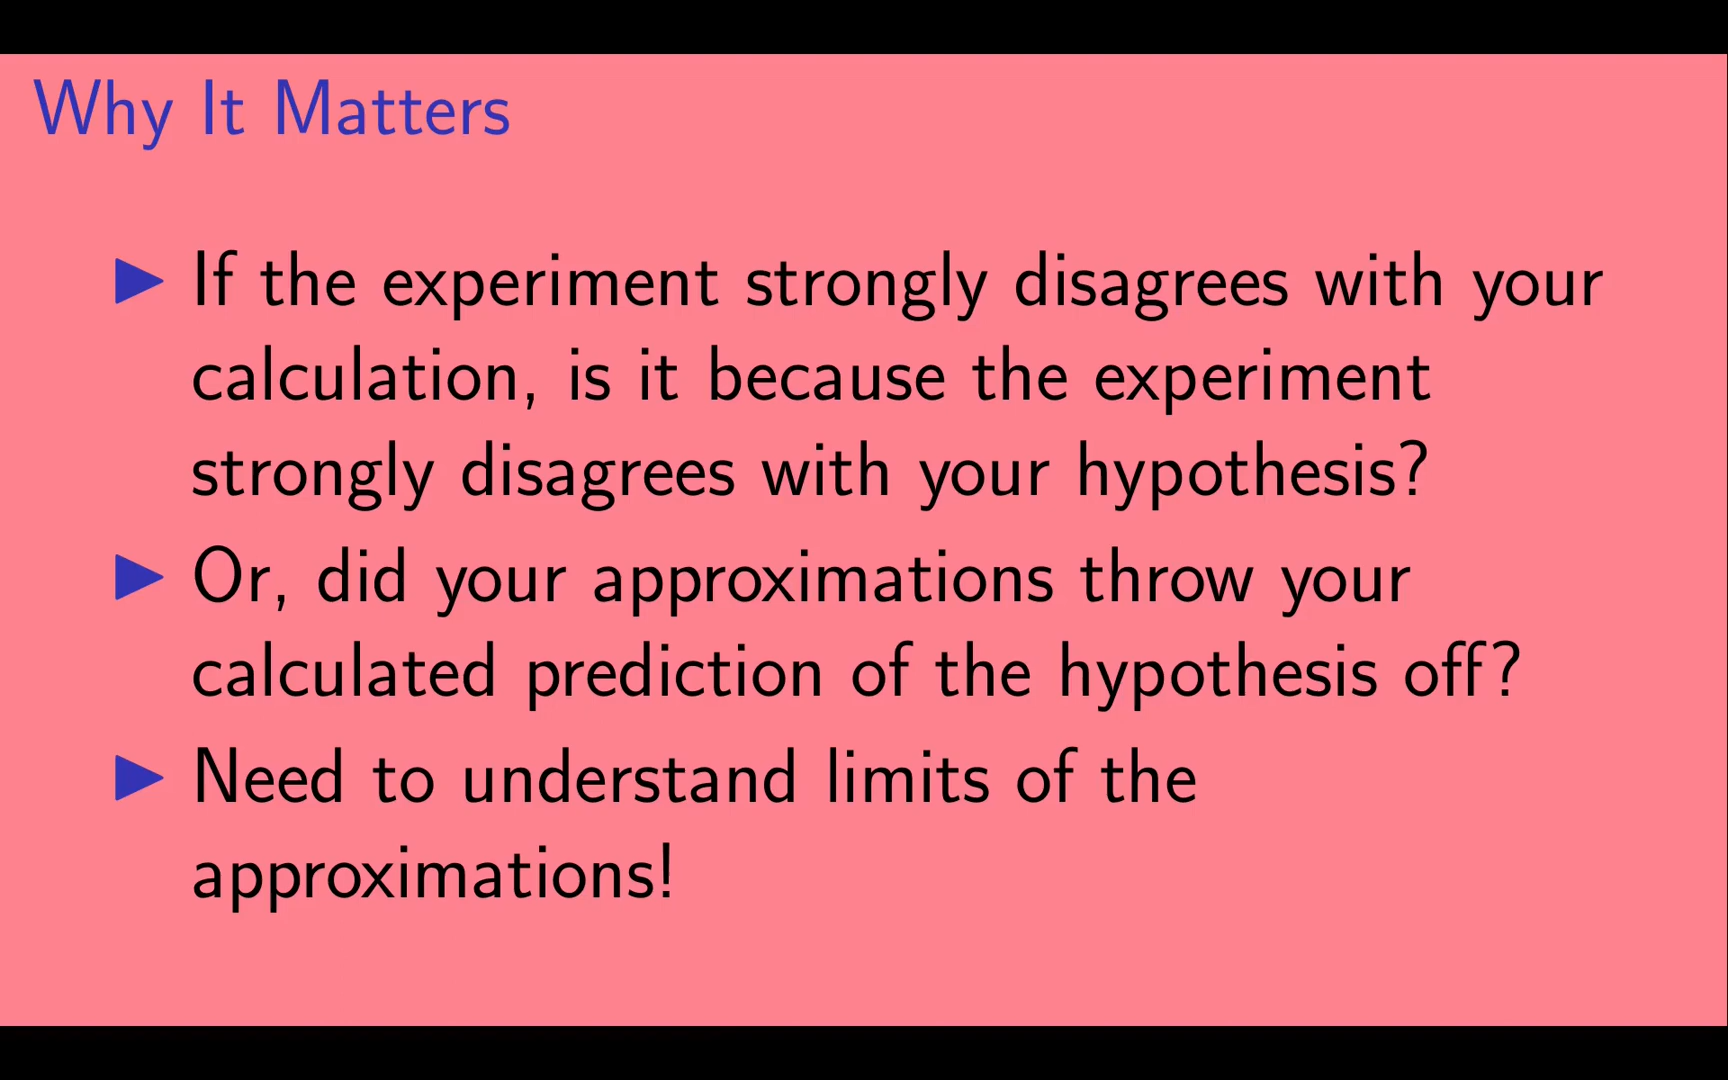 Why It Matters
If the experiment strongly disagrees with your
calculation, is it because the experiment
strongly disagrees with your hypothesis?
Or, did your approximations throw your
calculated prediction of the hypothesis off?
Need to understand limits of the
approximations!